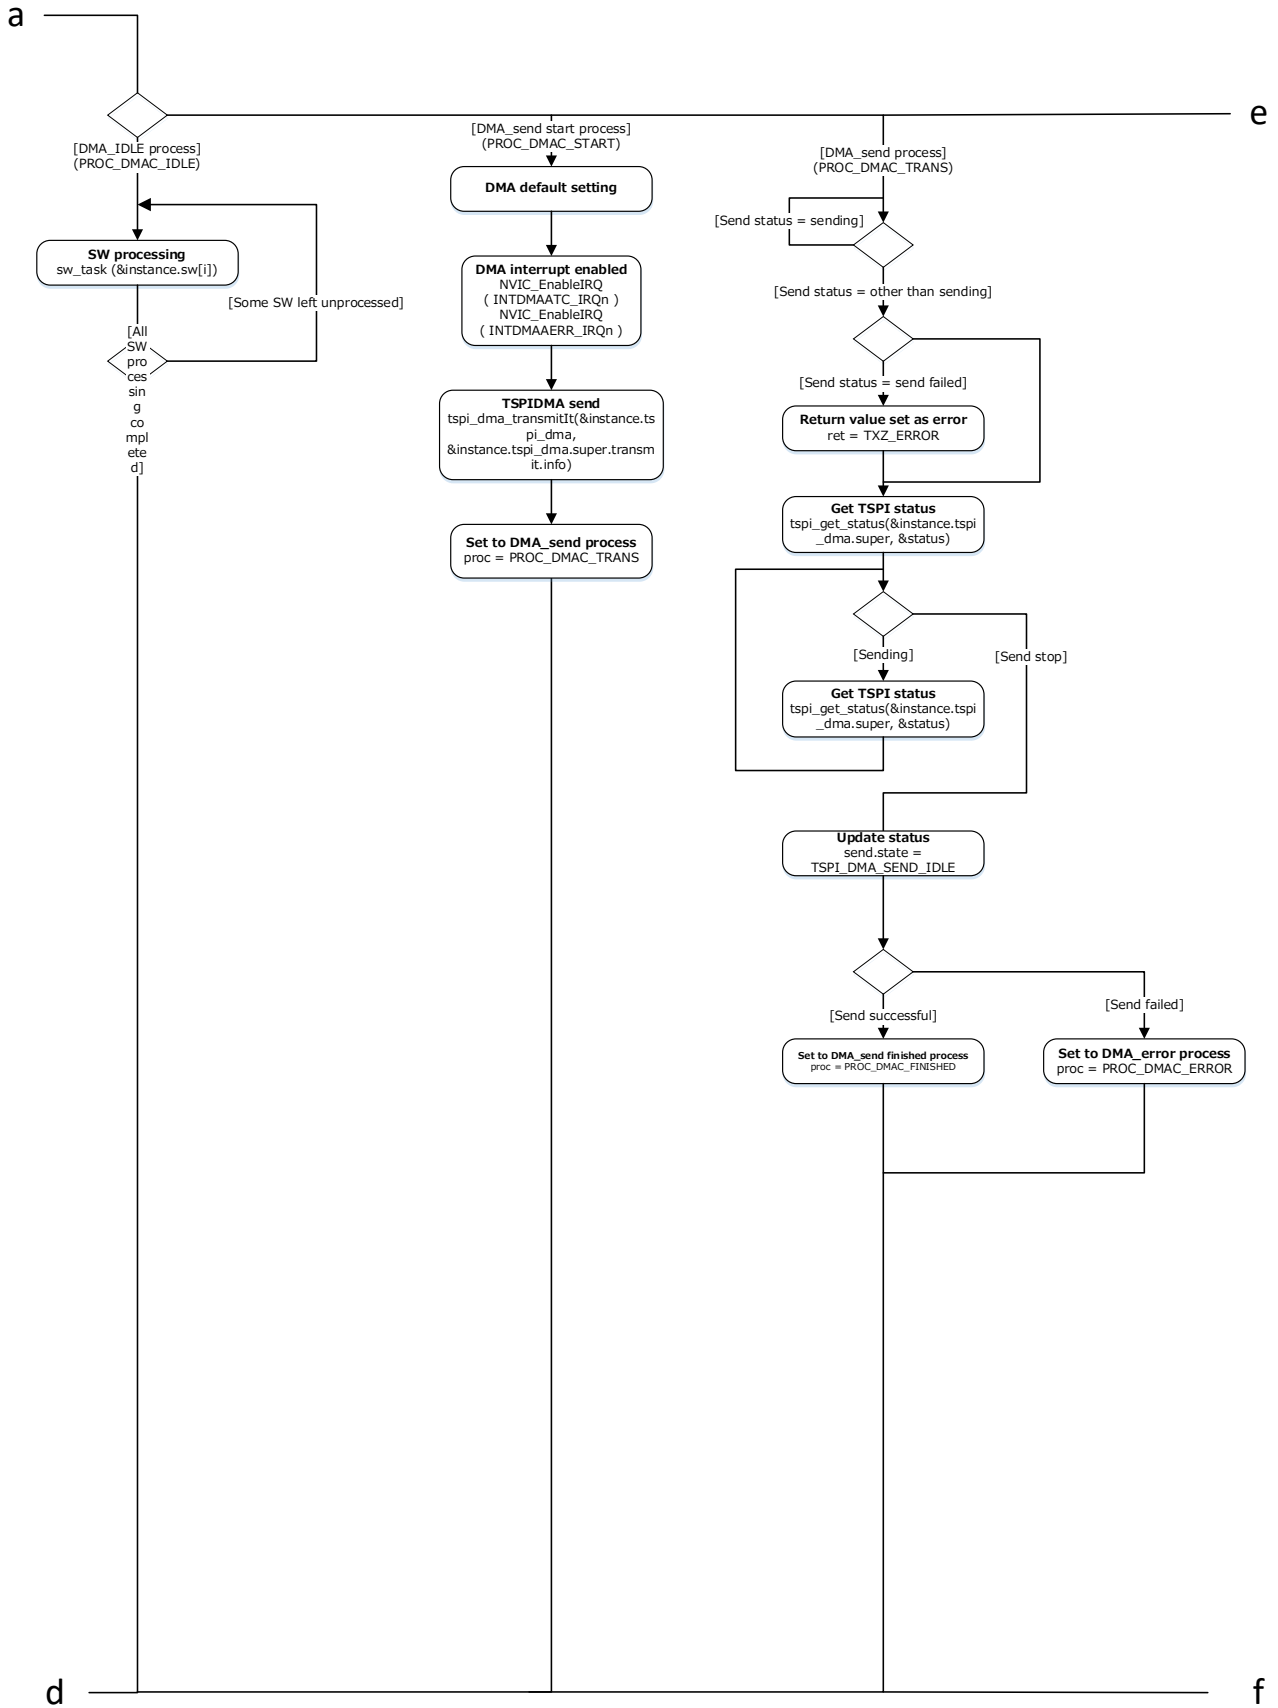 a
e
[DMA_IDLE process]
(PROC_DMAC_IDLE)
SW processing
sw_task (&instance.sw[i])
[Some SW left unprocessed]
[All
SW
pro
ces
sin
g
co
mpl
ete
d]
[DMA_send start process]
(PROC_DMAC_START)
DMA default setting
DMA interrupt enabled
NVIC_EnableIRQ
( INTDMAATC_IRQn )
NVIC_EnableIRQ
( INTDMAAERR_IRQn )
TSPIDMA send
tspi_dma_transmitIt(&instance.ts
pi_dma,
&instance.tspi_dma.super.transm
it.info)
Set to DMA_send process
proc = PROC_DMAC_TRANS
[DMA_send process]
(PROC_DMAC_TRANS)
[Send status = sending]
[Send status = other than sending]
[Send status = send failed]
Return value set as error
ret = TXZ_ERROR
Get TSPI status
tspi_get_status(&instance.tspi
_dma.super, &status)
[Sending]
[Send stop]
Get TSPI status
tspi_get_status(&instance.tspi
_dma.super, &status)
Update status
send.state =
TSPI_DMA_SEND_IDLE
[Send successful]
[Send failed]
Set to DMA_send finished process
proc = PROC_DMAC_FINISHED
Set to DMA_error process
proc = PROC_DMAC_ERROR
d
f